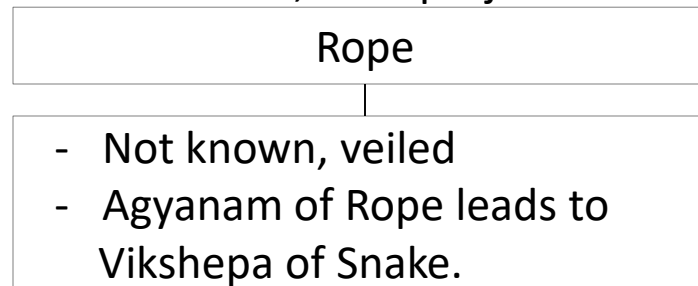 Rope
- Not known, veiled
- Agyanam of Rope leads to
Vikshepa of Snake.